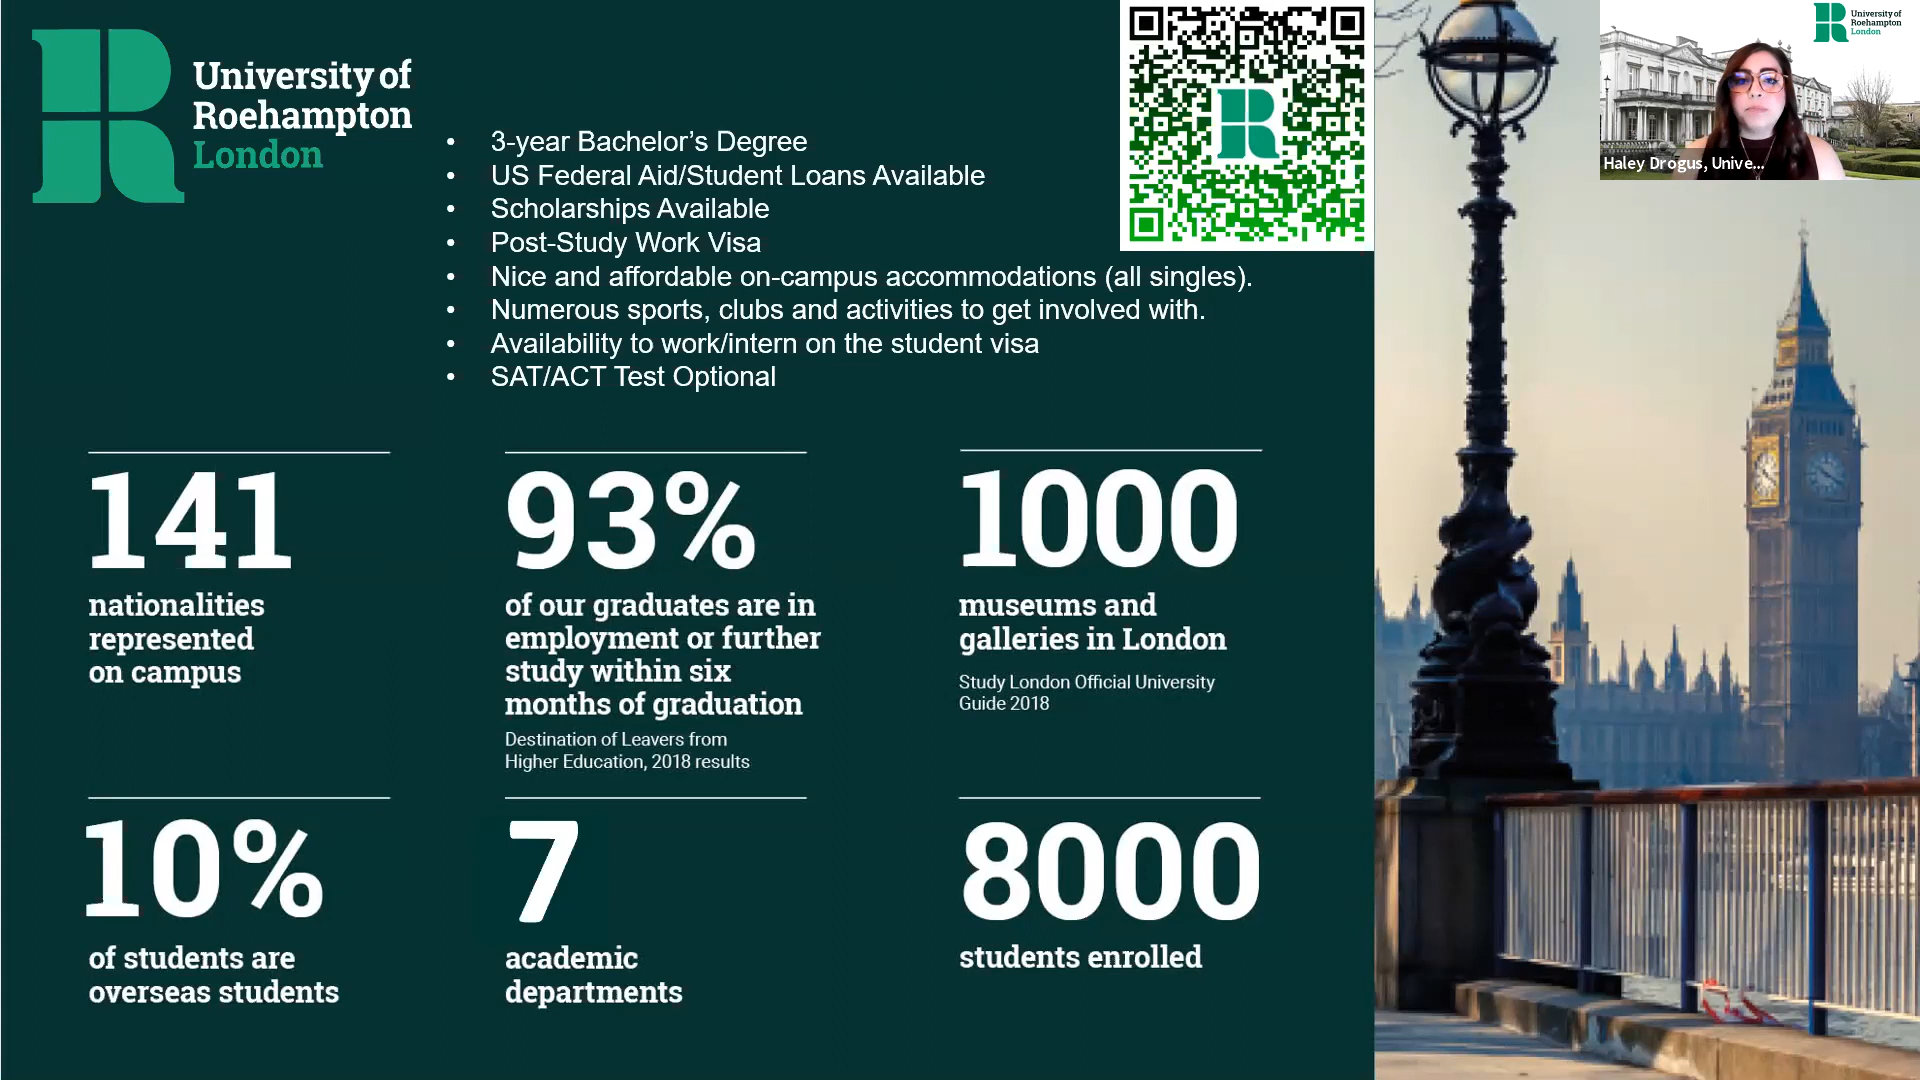 University of
Roehampton
London
• 3-year Bachelor’s Degree
• US Federal Aid/Student Loans Available
• Scholarships Available
• Post-Study Work Visa
• Nice and affordable on-campus accommodations (all singles).
• Numerous sports, clubs and activities to get involved with.
• Availability to work/intern on the student visa
• SAT/ACT Test Optional
141
nationalities
represented
on campus
93%
of our graduates are in
employment or further
study within six
months of graduation
Destination of Leavers from
Higher Education, 2018 results
1000
museums and
galleries in London
Study London Official University
Guide 2018
10%
of students are
overseas students
7
academic
departments
8000
students enrolled
University of
Roehampton
London
Haley Drogus, Unive...